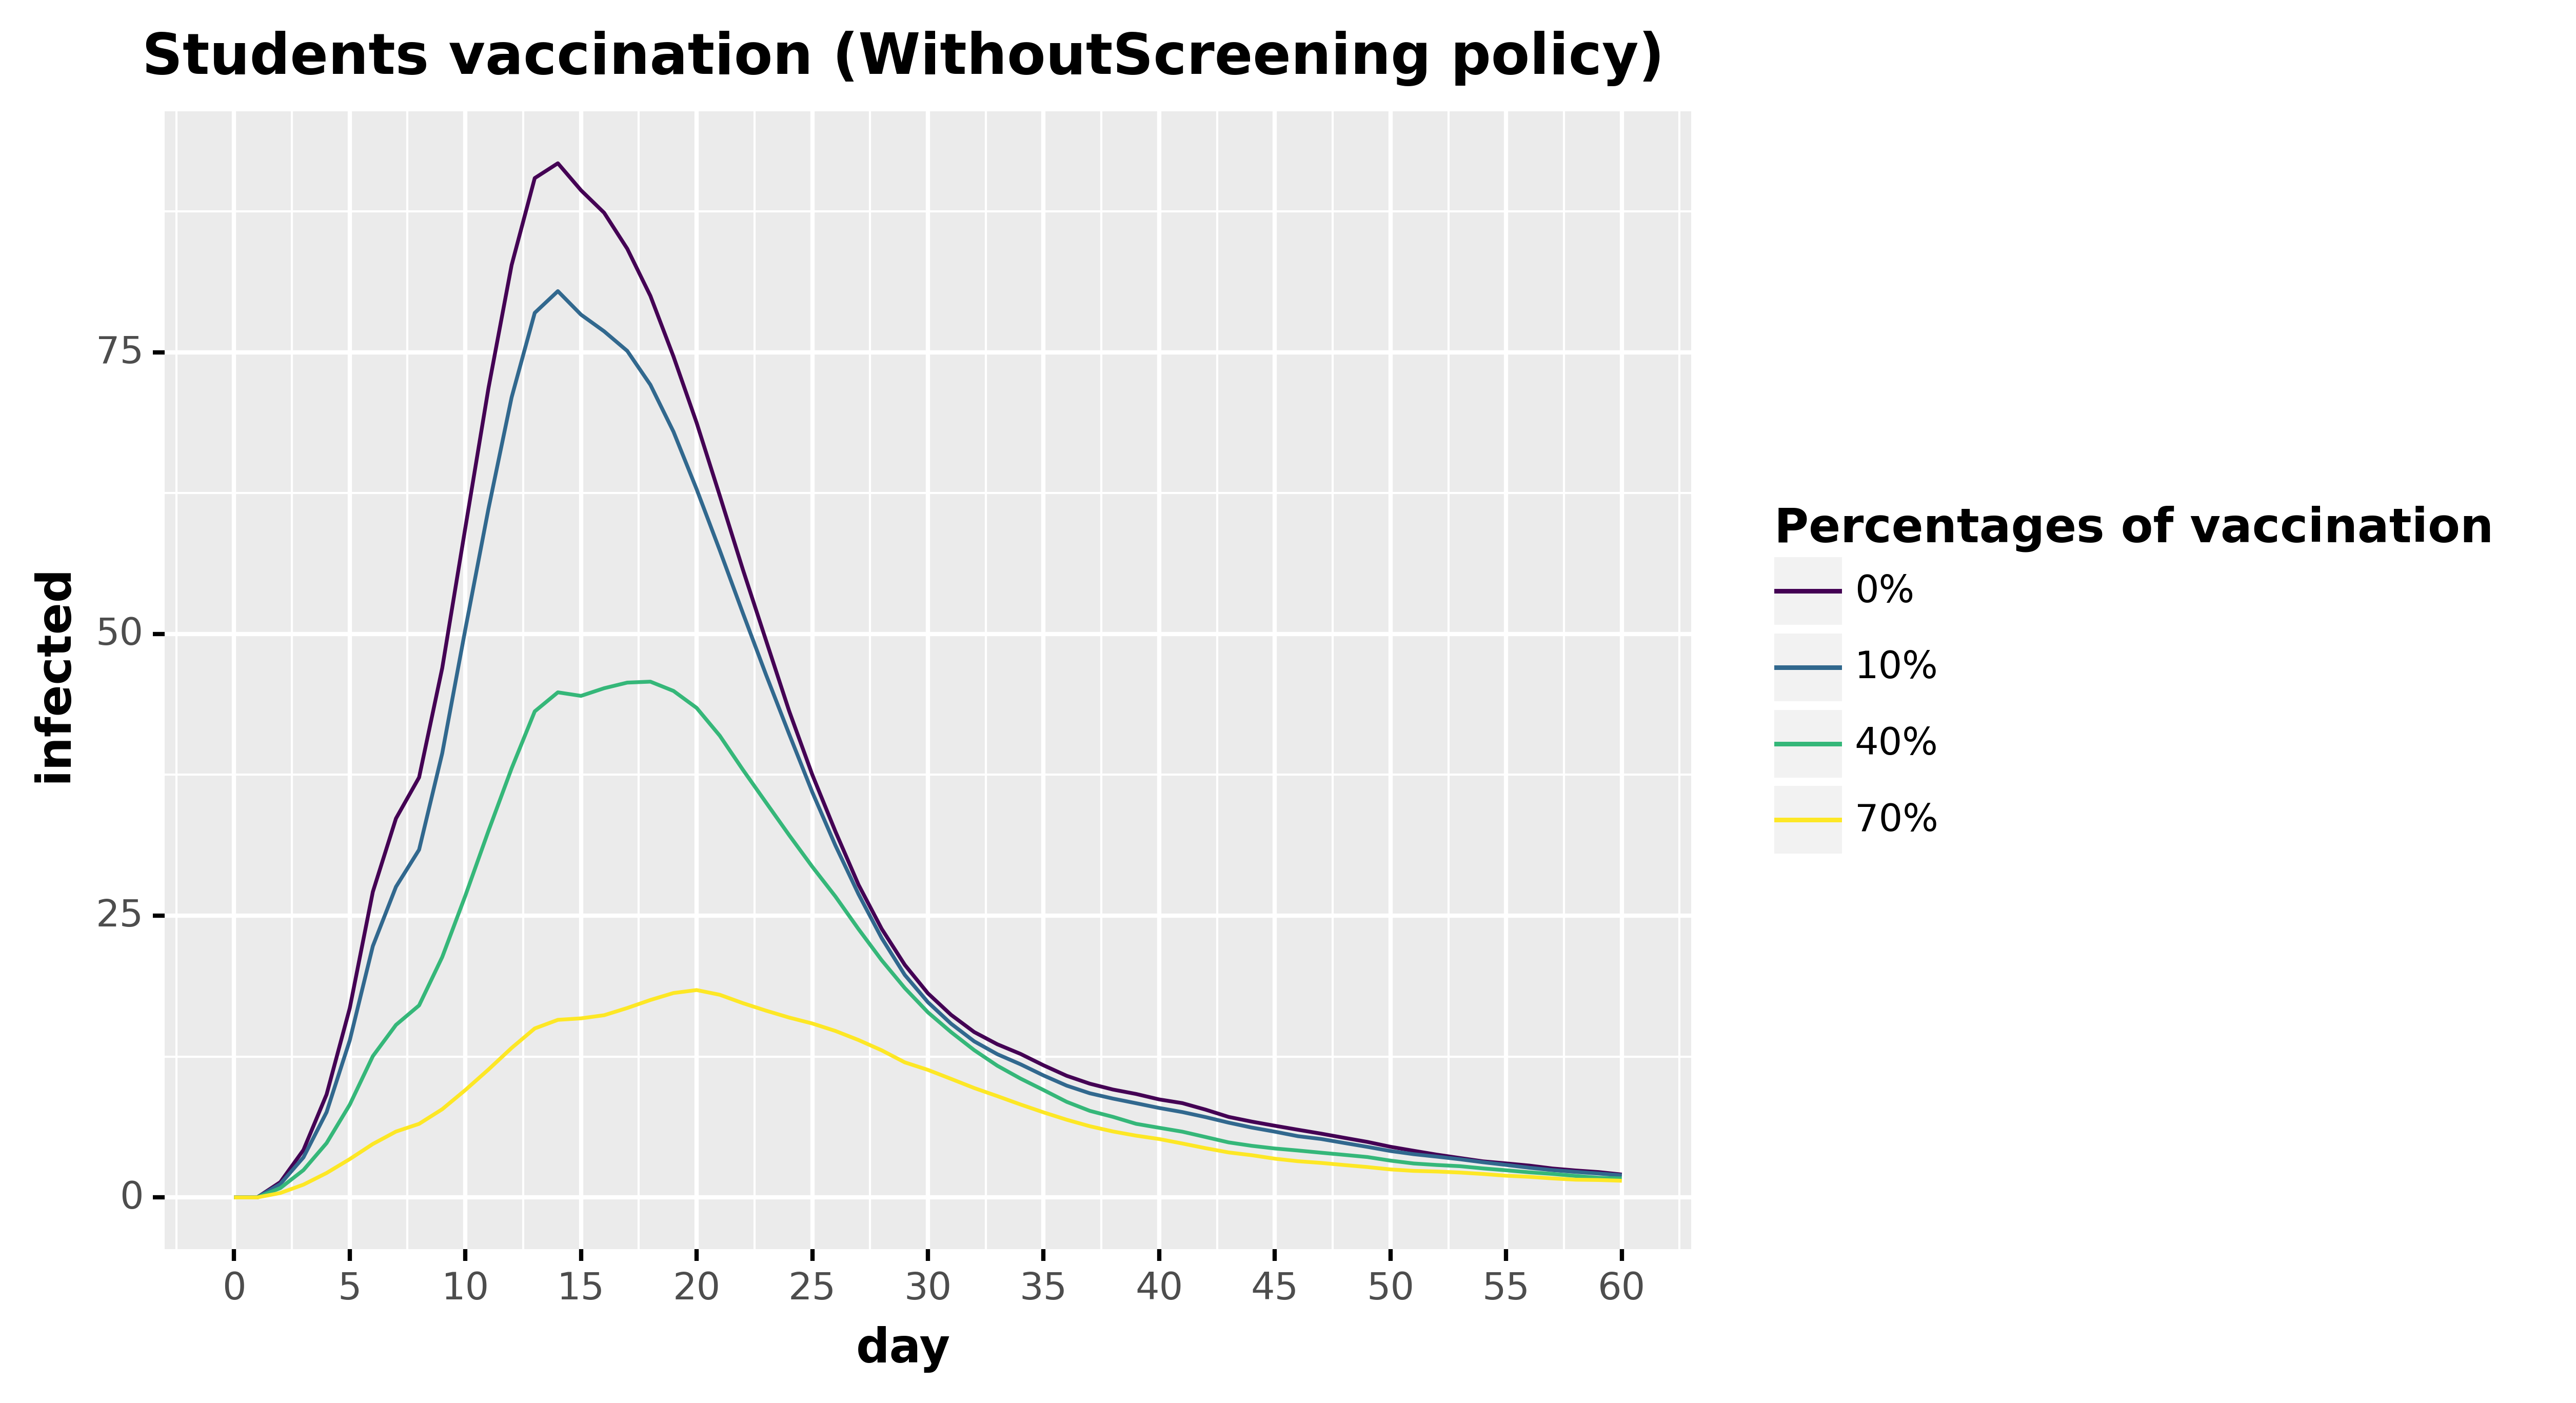 Students vaccination (WithoutScreening policy)
infected
75
50
25
0
0 5 10 15 20 25 30 35 40 45 50 55 60
day
Percentages of vaccination
0%
10%
40%
70%